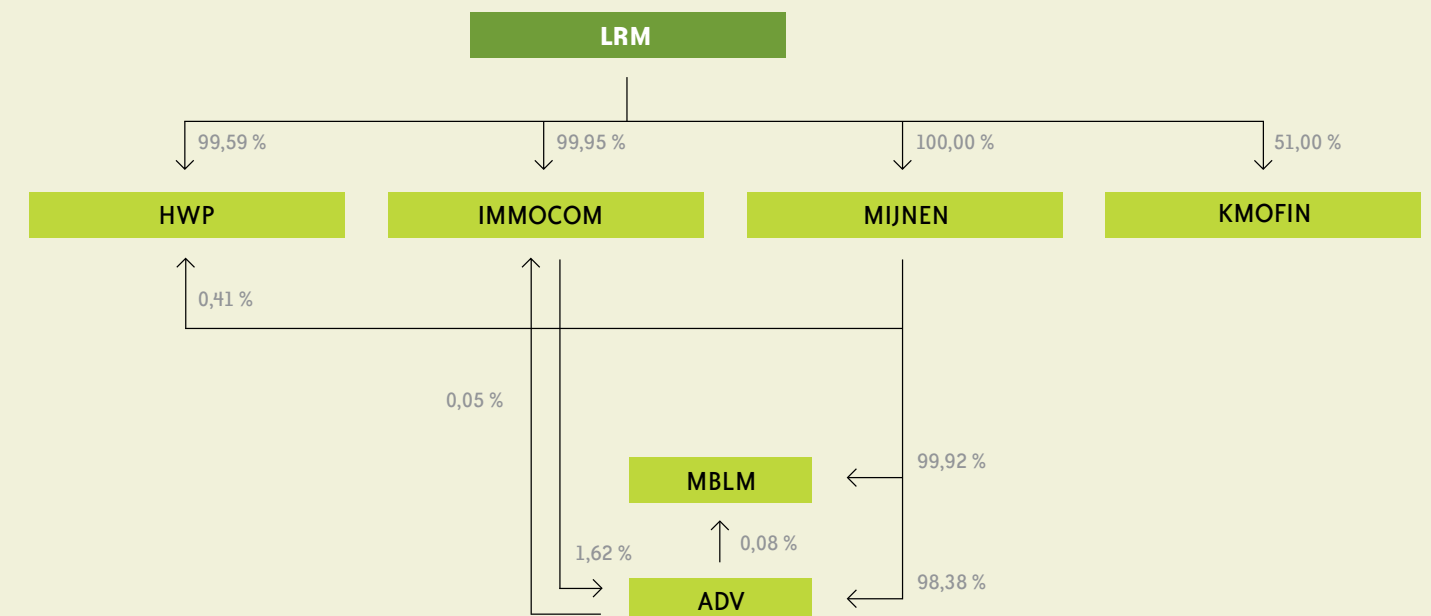 LRM
99,59 %
99,95 %
100,00 %
51,00 %
HWP
IMMOCOM
MIJNEN
KMOFIN
0,41 %
0,05 %
99,92 %
MBLM
0,08 %
1,62 %
98,38 %
ADV